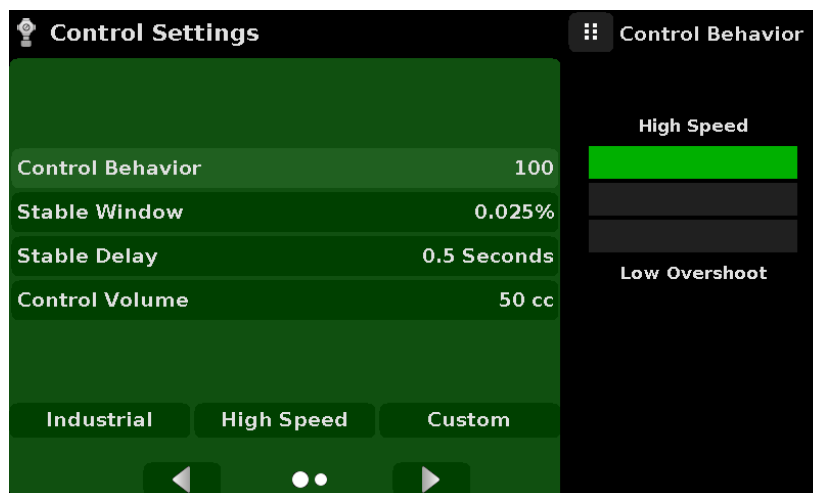 Control Settings
Control Behavior 100
Stable Window 0.025%
Stable Delay 0.5 Seconds
Control Volume 50 cc
Industrial High Speed Custom
Control Behavior
High Speed
Low Overshoot